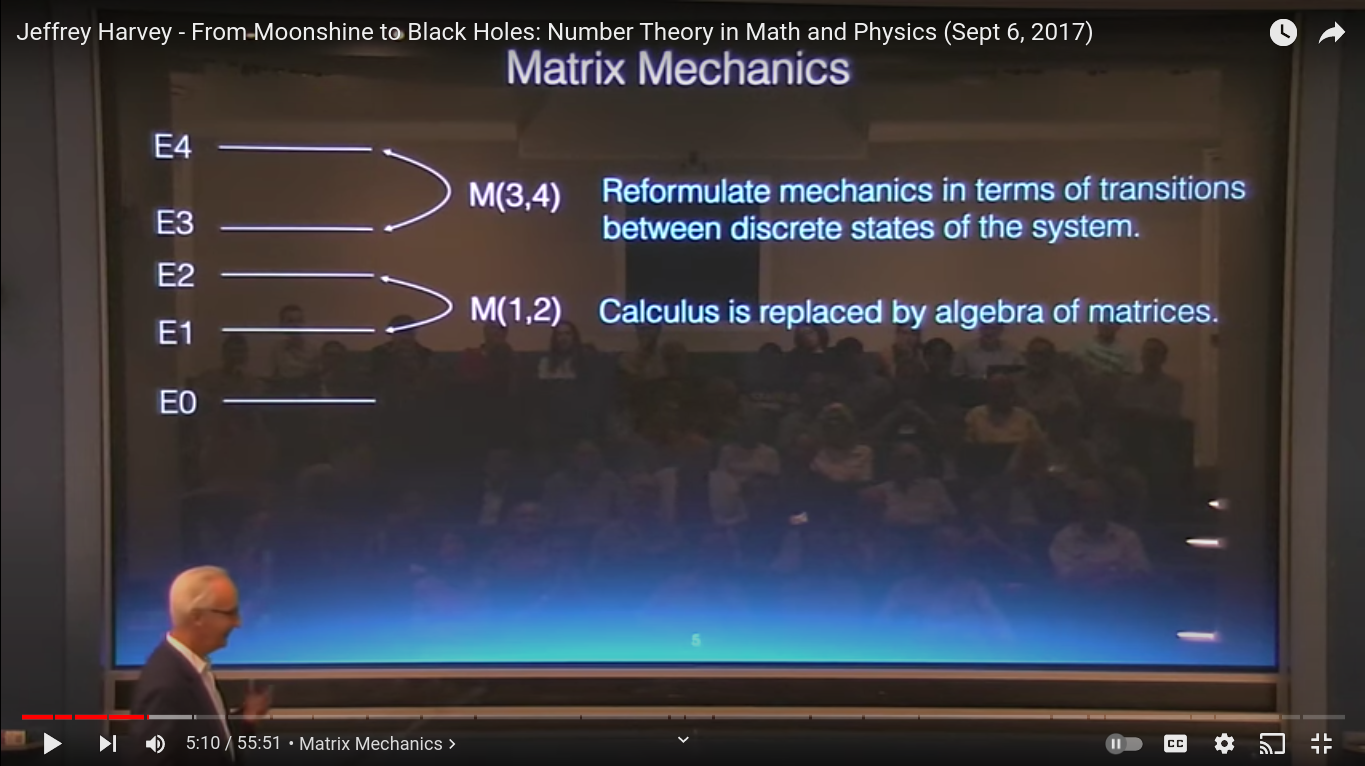 Jeffrey Harvey - From Moonshine to Black Holes: Number Theory in Math and Physics (Sept 6, 2017)
Matrix Mechanics
E4
M(3,4)
E3
Reformulate mechanics in terms of transitions
between discrete states of the system.
E2
M(1,2)
E1
Calculus is replaced by algebra of matrices.
E0
5
5:10 / 55:51 • Matrix Mechanics >
CC